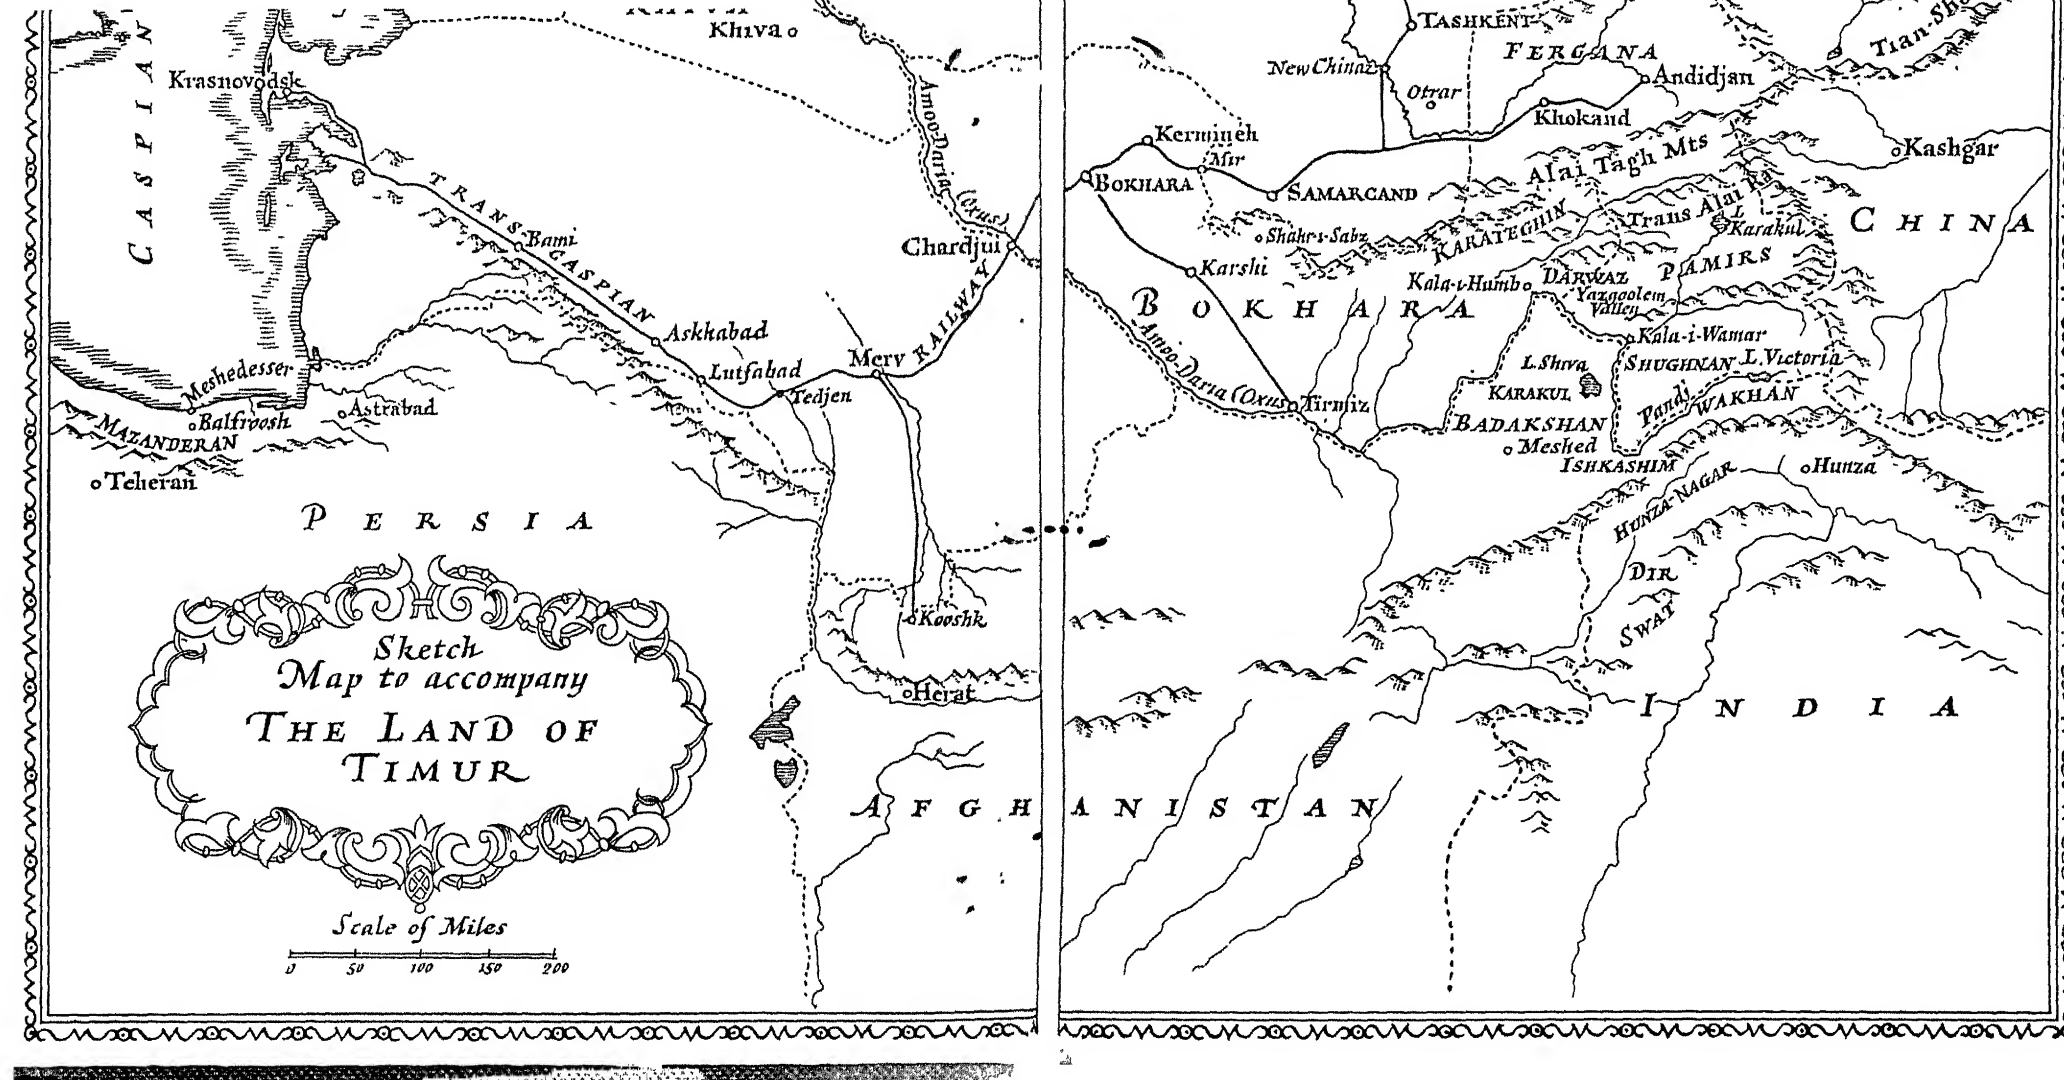 Khiva
TASHKENT
TIAN-SH
FERGANA
CASPIAN
Krasnovodsk
New Chinaz
Andidjan
Otrar
Amoo-Daria (Oxus)
Khokand
Kermineh
Kashgar
Mir
Alai Tagh Mts
BOKHARA
SAMARCAND
TRANS-CASPIAN RAILWAY
Trans Alai Ra
CHINA
Bami
Shahr-i-Sabz
KARATEGHIN
L.
Karakul
Chardjui
Karshi
PAMIRS
Kala-i-Humb
DARWAZ
BOKHARA
Yazgoolem
Valley
Askhabad
Kala-i-Wamar
Merv
Amoo-Daria (Oxus)
L. Shiva
SHUGHNAN
L. Victoria
Meshedesser
Lutfabad
KARAKUL
Tedjen
Pandj
WAKHAN
Astrabad
Tirmiz
Balfroosh
BADAKSHAN
MAZANDERAN
Meshed
ISHKASHIM
Hunza
Teheran
HUNZA-NAGAR
PERSIA
DIR
Kooshk
SWAT
Sketch
Map to accompany
THE LAND OF
TIMUR
Herat
INDIA
AFGHANISTAN
Scale of Miles
0 50 100 150 200